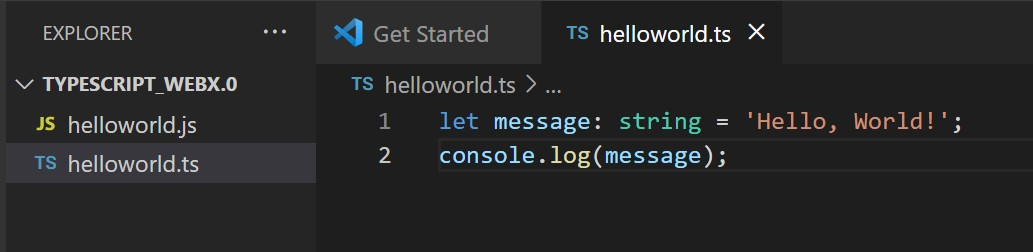 EXPLORER ...
TYPESCRIPT_WEBX.0
JS helloworld.js
TS helloworld.ts
Get Started
TS helloworld.ts ×
TS helloworld.ts > ...
1 let message: string = 'Hello, World!';
2 console.log(message);